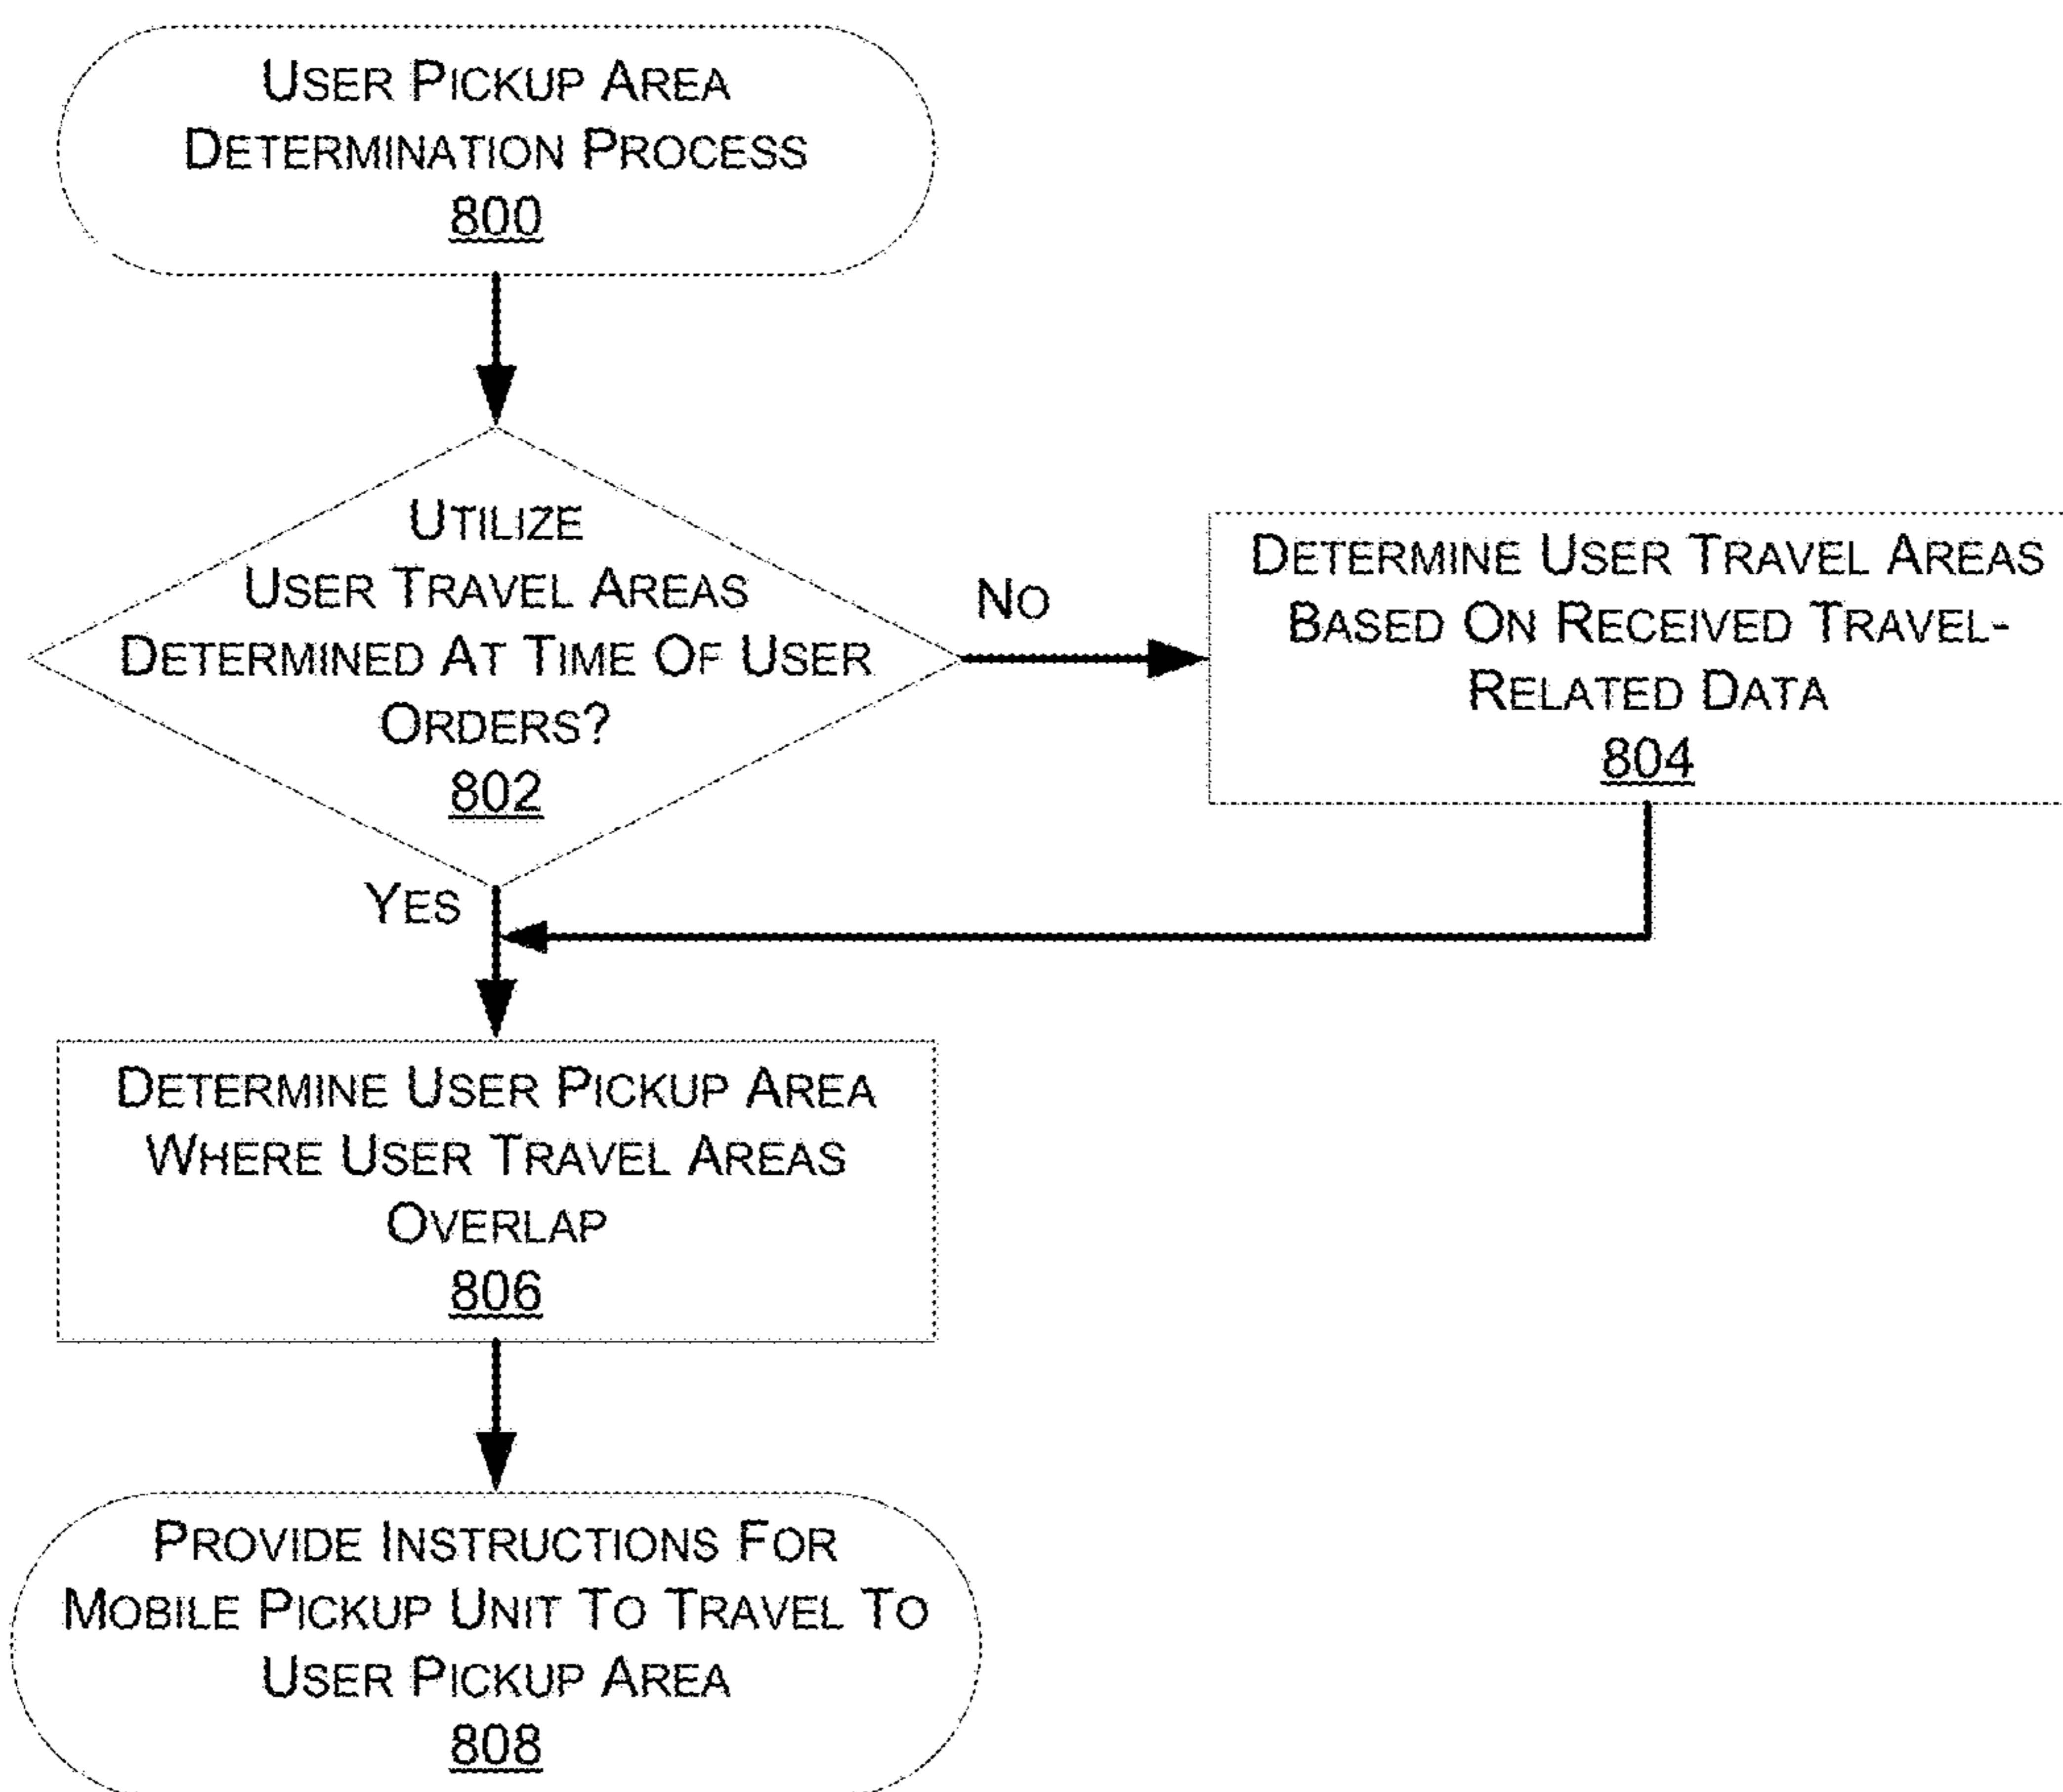 USER PICKUP AREA
DETERMINATION PROCESS
800
UTILIZE
USER TRAVEL AREAS
DETERMINED AT TIME OF USER
ORDERS?
802
NO
DETERMINE USER TRAVEL AREAS
BASED ON RECEIVED TRAVEL-
RELATED DATA
804
YES
DETERMINE USER PICKUP AREA
WHERE USER TRAVEL AREAS
OVERLAP
806
PROVIDE INSTRUCTIONS FOR
MOBILE PICKUP UNIT TO TRAVEL TO
USER PICKUP AREA
808